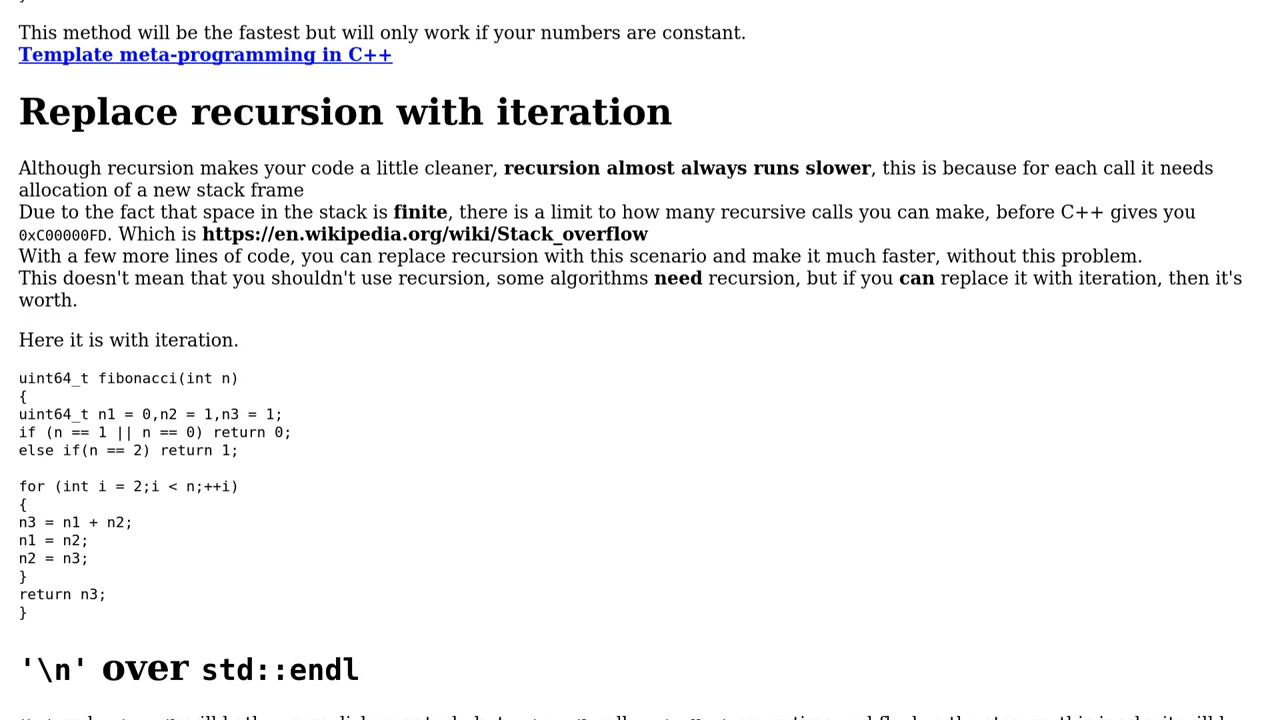 This method will be the fastest but will only work if your numbers are constant.
Template meta-programming in C++
Replace recursion with iteration
Although recursion makes your code a little cleaner, recursion almost always runs slower, this is because for each call it needs
allocation of a new stack frame
Due to the fact that space in the stack is finite, there is a limit to how many recursive calls you can make, before C++ gives you
0xC00000FD. Which is https://en.wikipedia.org/wiki/Stack_overflow
With a few more lines of code, you can replace recursion with this scenario and make it much faster, without this problem.
This doesn't mean that you shouldn't use recursion, some algorithms need recursion, but if you can replace it with iteration, then it's
worth.
Here it is with iteration.
uint64_t fibonacci(int n)
{
uint64_t n1 = 0,n2 = 1,n3 = 1;
if (n == 1 || n == 0) return 0;
else if(n == 2) return 1;
for (int i = 2;i < n;++i)
{
n3 = n1 + n2;
n1 = n2;
n2 = n3;
}
return n3;
}
'\n' over std::endl